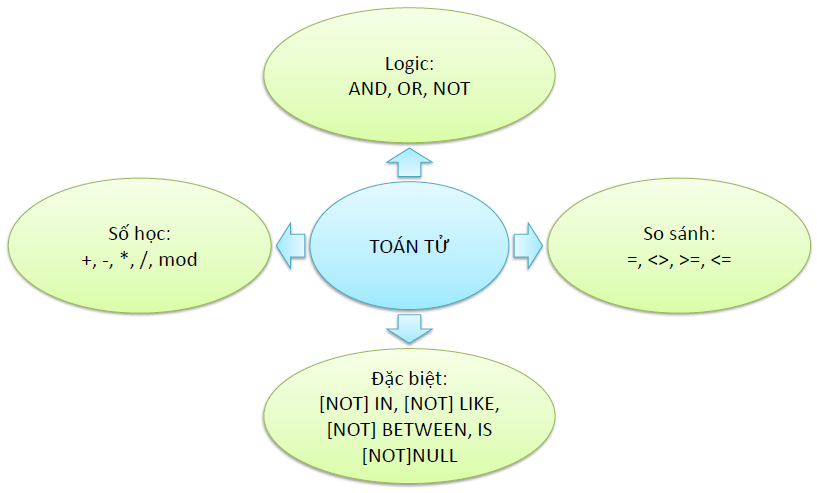 Logic:
AND, OR, NOT
Số học:
+, -, *, /, mod
TOÁN TỬ
So sánh:
=, <>, >=, <=
Đặc biệt:
[NOT] IN, [NOT] LIKE,
[NOT] BETWEEN, IS
[NOT]NULL